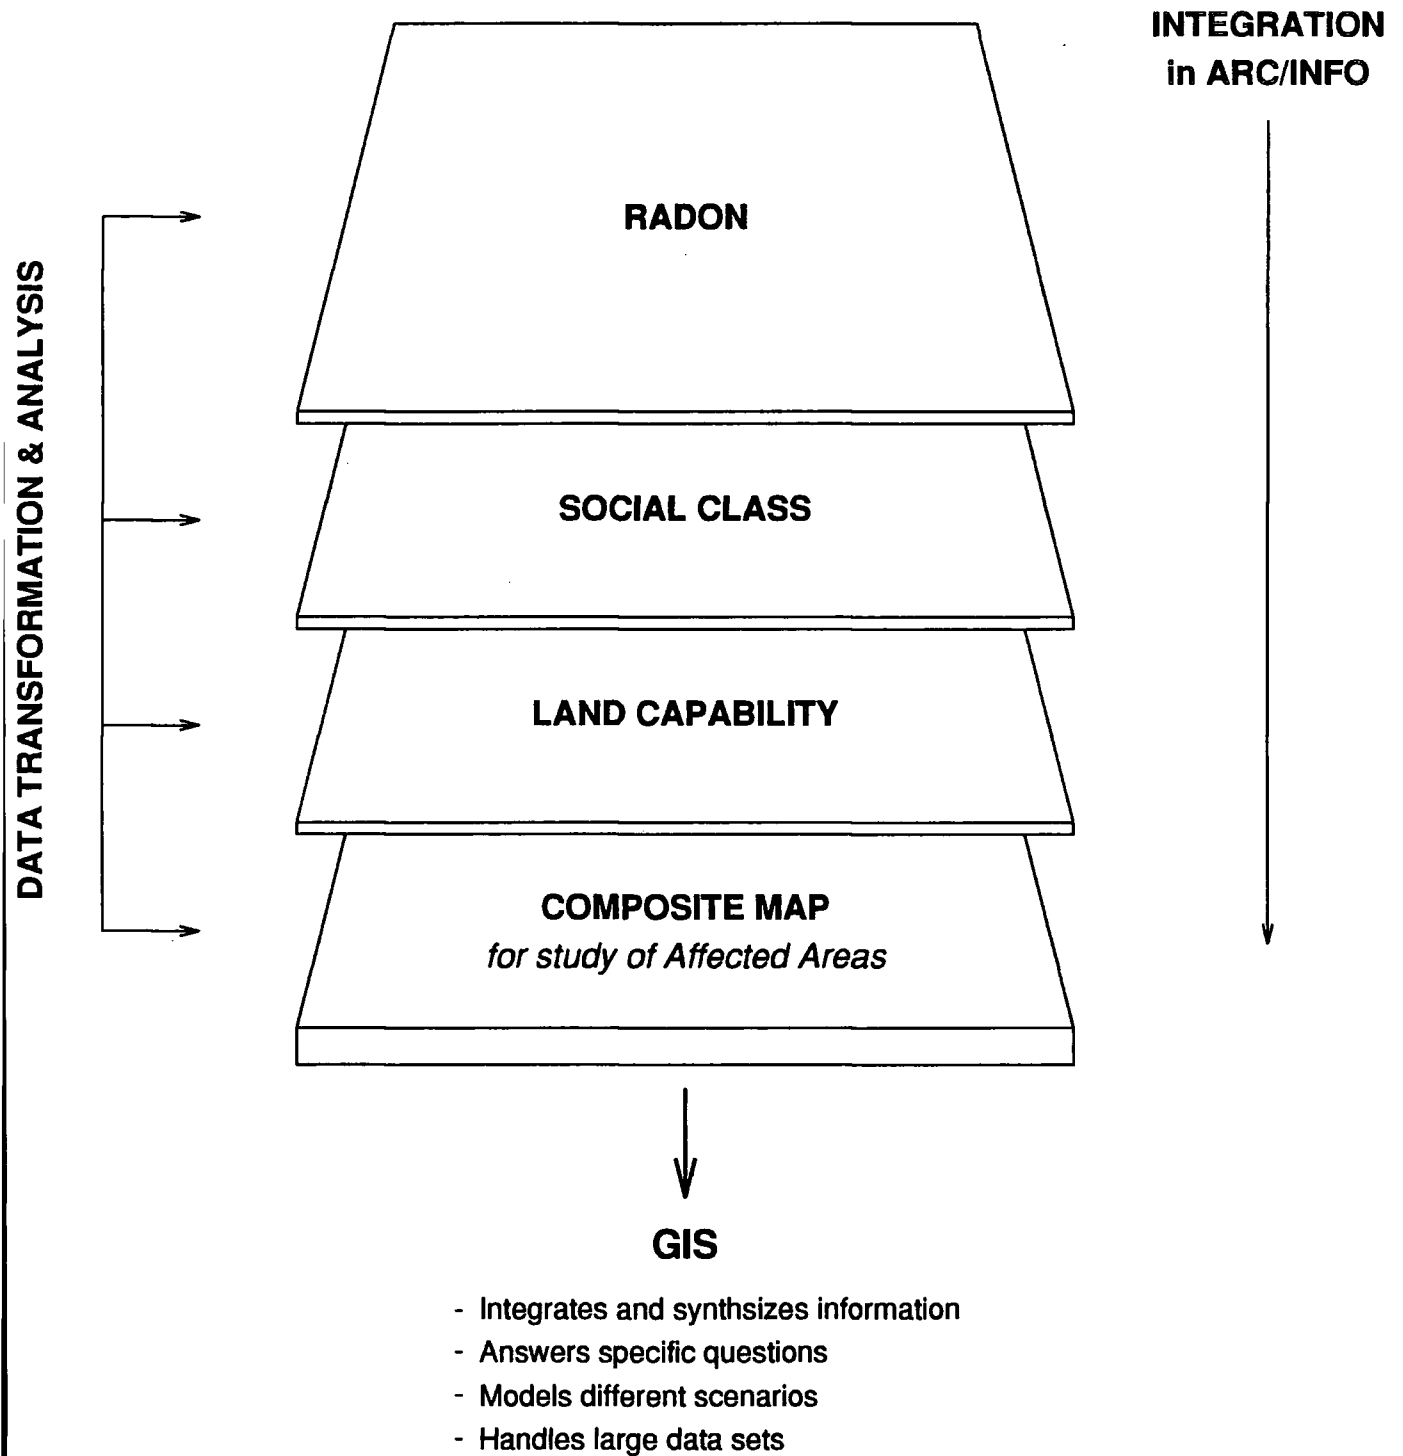 INTEGRATION
in ARC/INFO
RADON
DATA TRANSFORMATION & ANALYSIS
SOCIAL CLASS
LAND CAPABILITY
COMPOSITE MAP
for study of Affected Areas
GIS
- Integrates and synthsizes information
- Answers specific questions
- Models different scenarios
- Handles large data sets